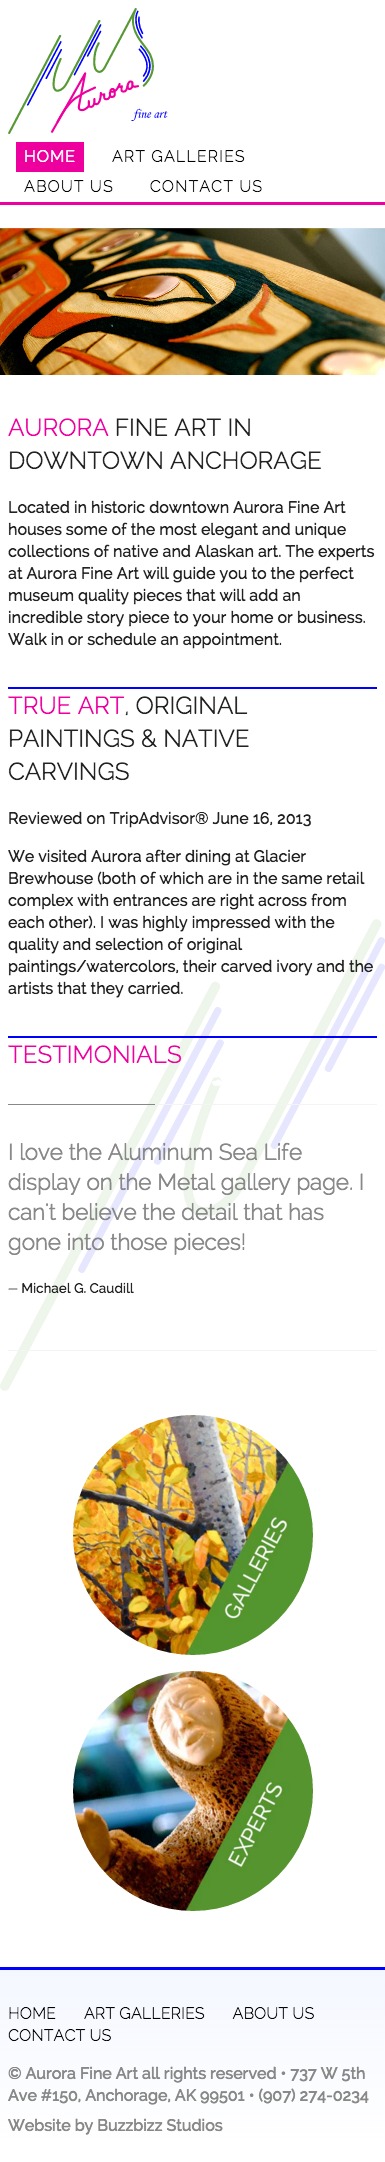 Aurora
fine art
HOME ART GALLERIES
ABOUT US CONTACT US
AURORA FINE ART IN
DOWNTOWN ANCHORAGE
Located in historic downtown Aurora Fine Art
houses some of the most elegant and unique
collections of native and Alaskan art. The experts
at Aurora Fine Art will guide you to the perfect
museum quality pieces that will add an
incredible story piece to your home or business.
Walk in or schedule an appointment.
TRUE ART, ORIGINAL
PAINTINGS & NATIVE
CARVINGS
Reviewed on TripAdvisor® June 16, 2013
We visited Aurora after dining at Glacier
Brewhouse (both of which are in the same retail
complex with entrances are right across from
each other). I was highly impressed with the
quality and selection of original
paintings/watercolors, their carved ivory and the
artists that they carried.
TESTIMONIALS
I love the Aluminum Sea Life
display on the Metal gallery page. I
can't believe the detail that has
gone into those pieces!
— Michael G. Caudill
GALLERIES
EXPERTS
HOME ART GALLERIES ABOUT US
CONTACT US
© Aurora Fine Art all rights reserved • 737 W 5th
Ave #150, Anchorage, AK 99501 • (907) 274-0234
Website by Buzzbizz Studios